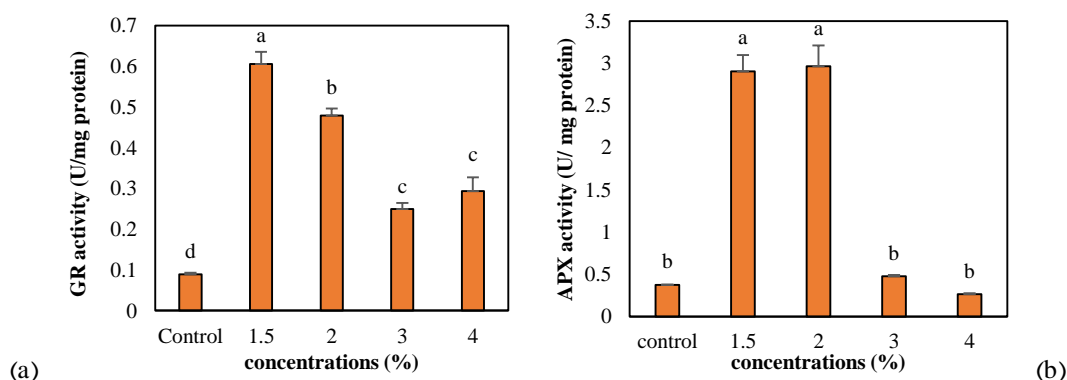 GR activity (U/mg protein)
0.7
0.6
0.5
0.4
0.3
0.2
0.1
0
d
a
b
c
c
Control 1.5 2 3 4
concentrations (%)
(a)
APX activity (U/ mg protein)
3.5
3
2.5
2
1.5
1
0.5
0
b
a
a
b
b
control 1.5 2 3 4
concentrations (%)
(b)